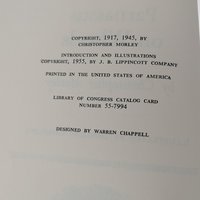 COPYRIGHT, 1917, 1945, BY
CHRISTOPHER MORLEY
INTRODUCTION AND ILLUSTRATIONS
COPYRIGHT, 1955, BY J. B. LIPPINCOTT COMPANY
PRINTED IN THE UNITED STATES OF AMERICA
LIBRARY OF CONGRESS CATALOG CARD
NUMBER 55-7994
DESIGNED BY WARREN CHAPPELL